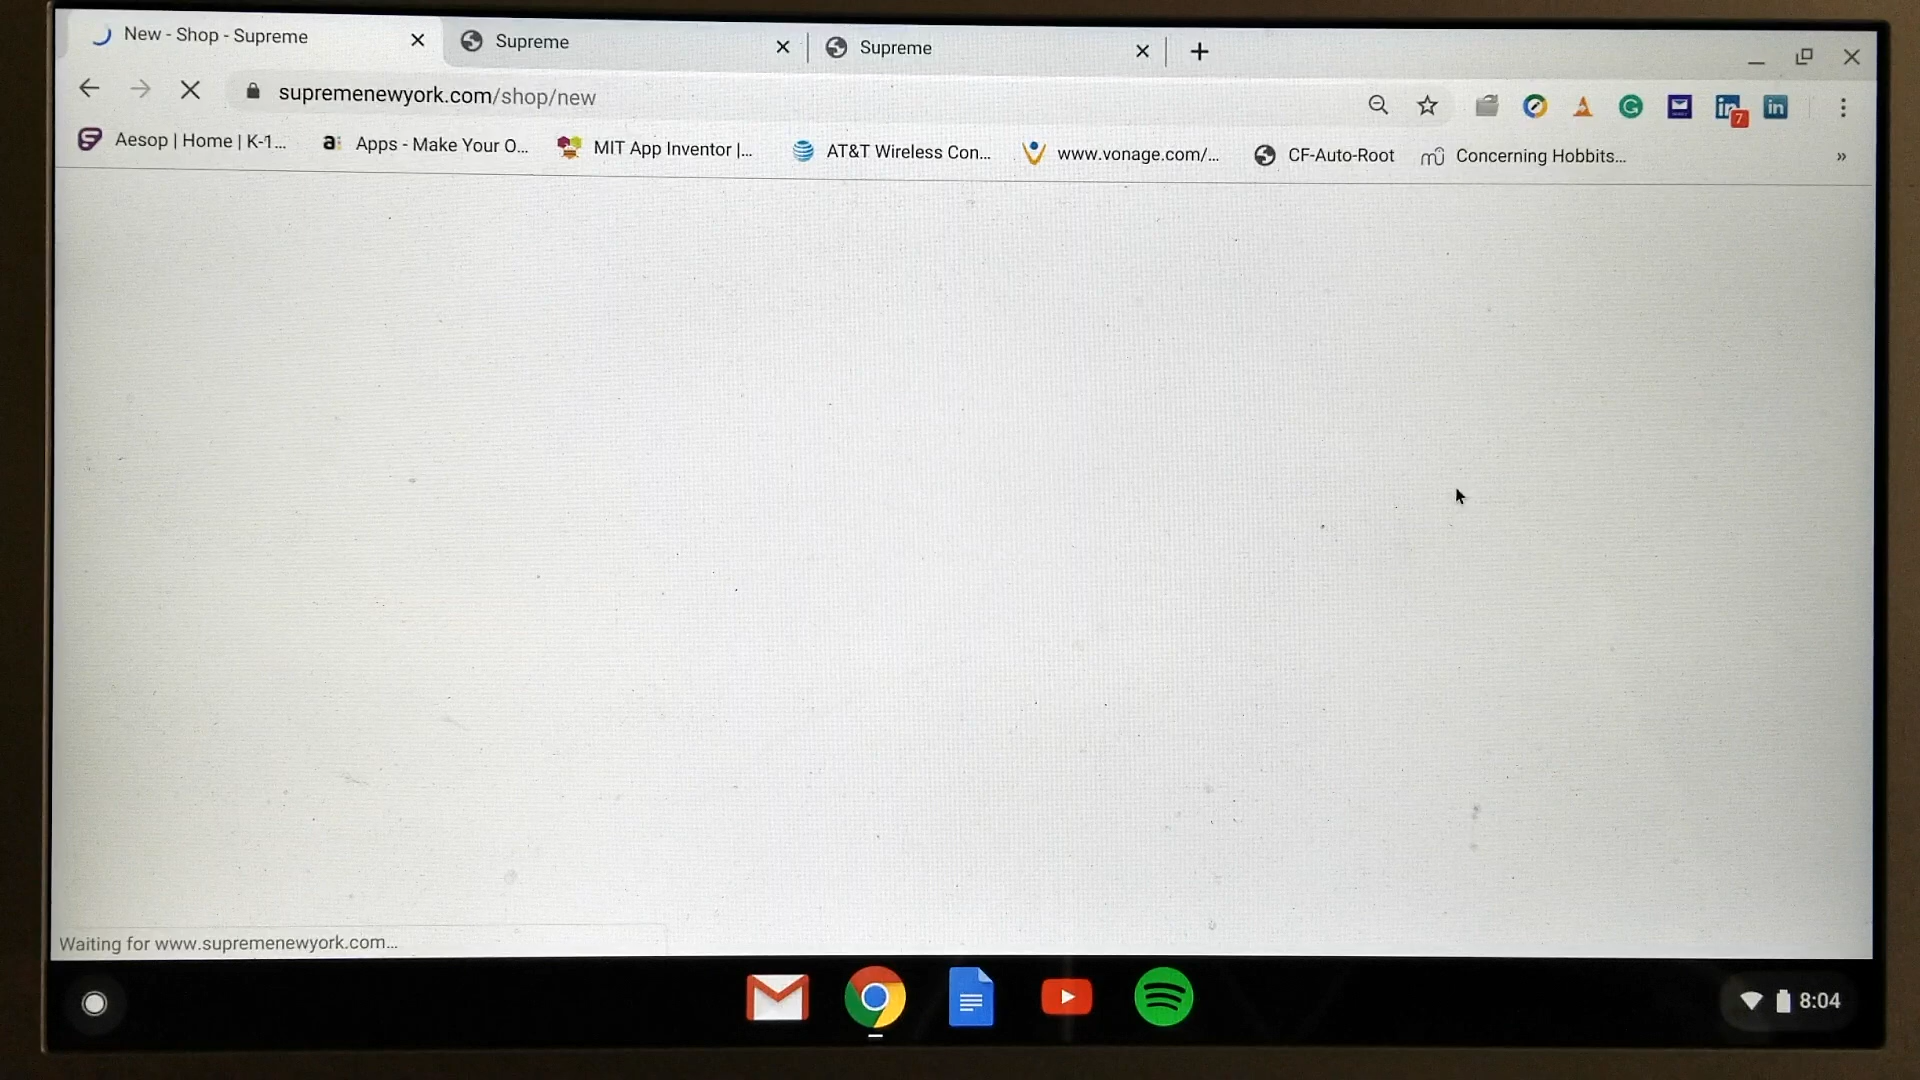 New - Shop - Supreme
Supreme
Supreme
supremenewyork.com/shop/new
7
Aesop | Home | K-1...
Apps - Make Your O...
MIT App Inventor |...
AT&T Wireless Con...
www.vonage.com/...
CF-Auto-Root
Concerning Hobbits...
Waiting for www.supremenewyork.com...
8:04